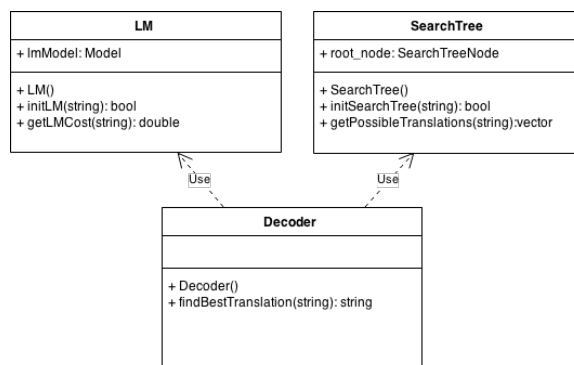 LM
+ lmModel: Model
+ LM()
+ initLM(string): bool
+ getLMCost(string): double
SearchTree
+ root_node: SearchTreeNode
+ SearchTree()
+ initSearchTree(string): bool
+ getPossibleTranslations(string):vector
Use
Use
Decoder
+ Decoder()
+ findBestTranslation(string): string